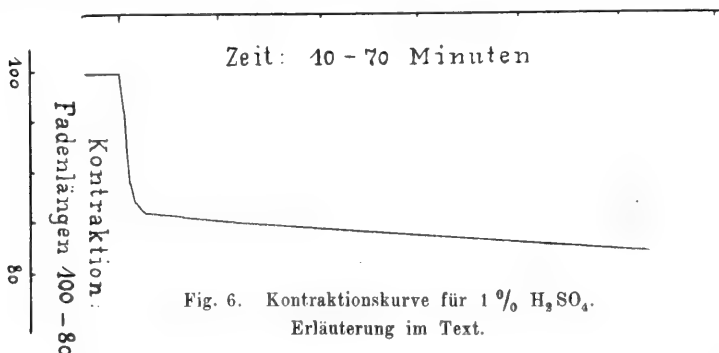 Zeit: 10-70 Minuten
100
80
Kontraktion:
Fadenlängen 100-80
Fig. 6. Kontraktionskurve für 1 % H₂SO₄.
Erläuterung im Text.